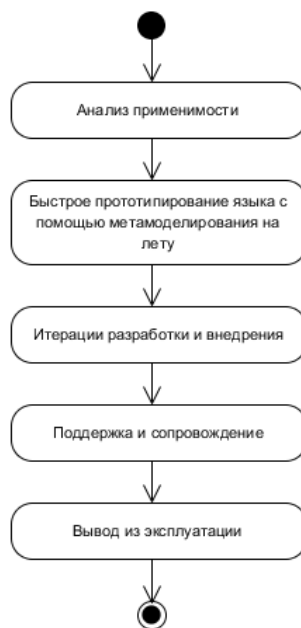 Анализ применимости
Быстрое прототипирование языка с
помощью метамоделирования на
лету
Итерации разработки и внедрения
Поддержка и сопровождение
Вывод из эксплуатации